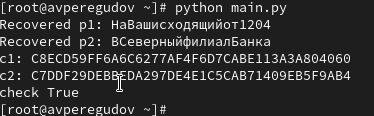 [root@avperegudov ~]# python main.py
Recovered p1: НаВашисходящийот1204
Recovered p2: ВСеверныйфилиалБанка
c1: C8ECD59FF6A6C6277AF4F6D7CABE113A3A804060
c2: C7DDF29DEBBEDA297DE4E1C5CAB71409EB5F9AB4
check True
[root@avperegudov ~]#